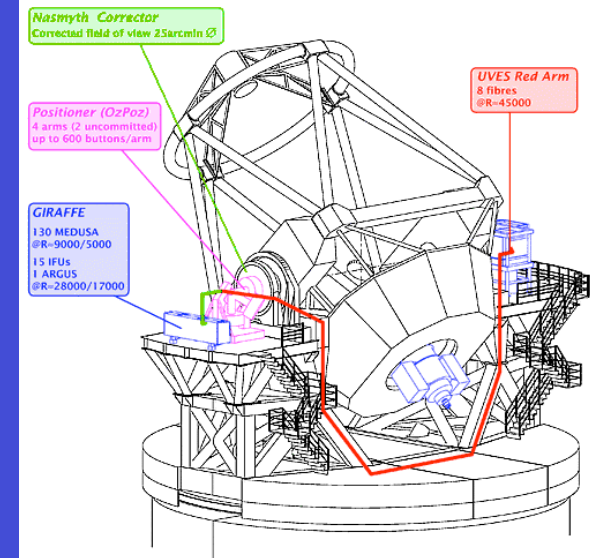 Nasmyth Corrector
Corrected field of view 25arcmin Ø
UVES Red Arm
8 fibres
@R=45000
Positioner (OzPoz)
4 arms (2 uncommitted)
up to 600 buttons/arm
GIRAFFE
130 MEDUSA
@R=9000/5000
15 IFUs
1 ARGUS
@R=28000/17000